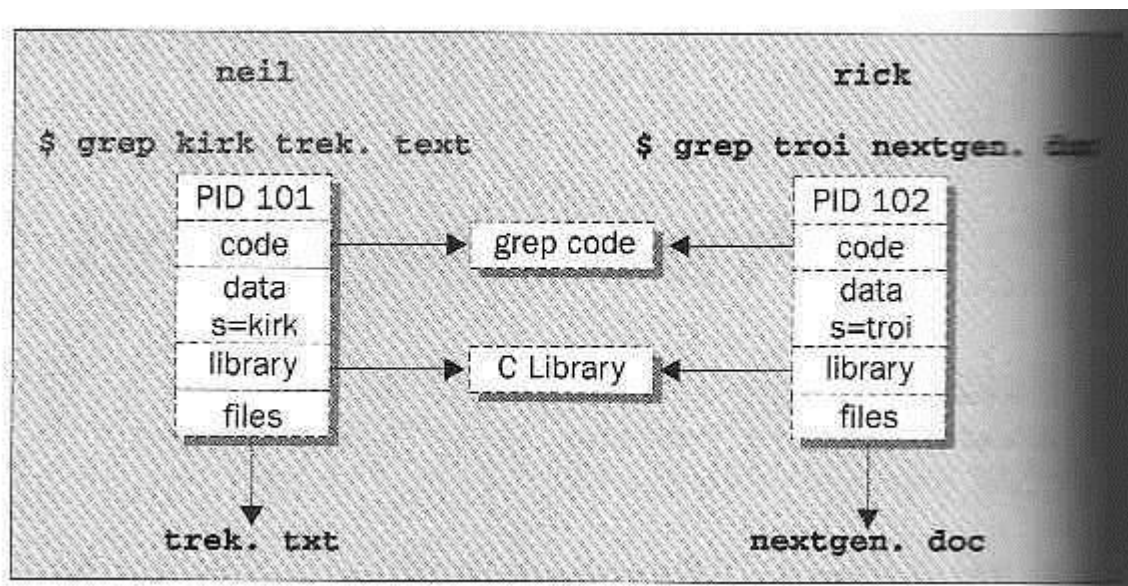 neil
rick
$ grep kirk trek. text
$ grep troi nextgen.
PID 101
code
data
s=kirk
library
files
grep code
C Library
PID 102
code
data
s=troi
library
files
trek. txt
nextgen. doc